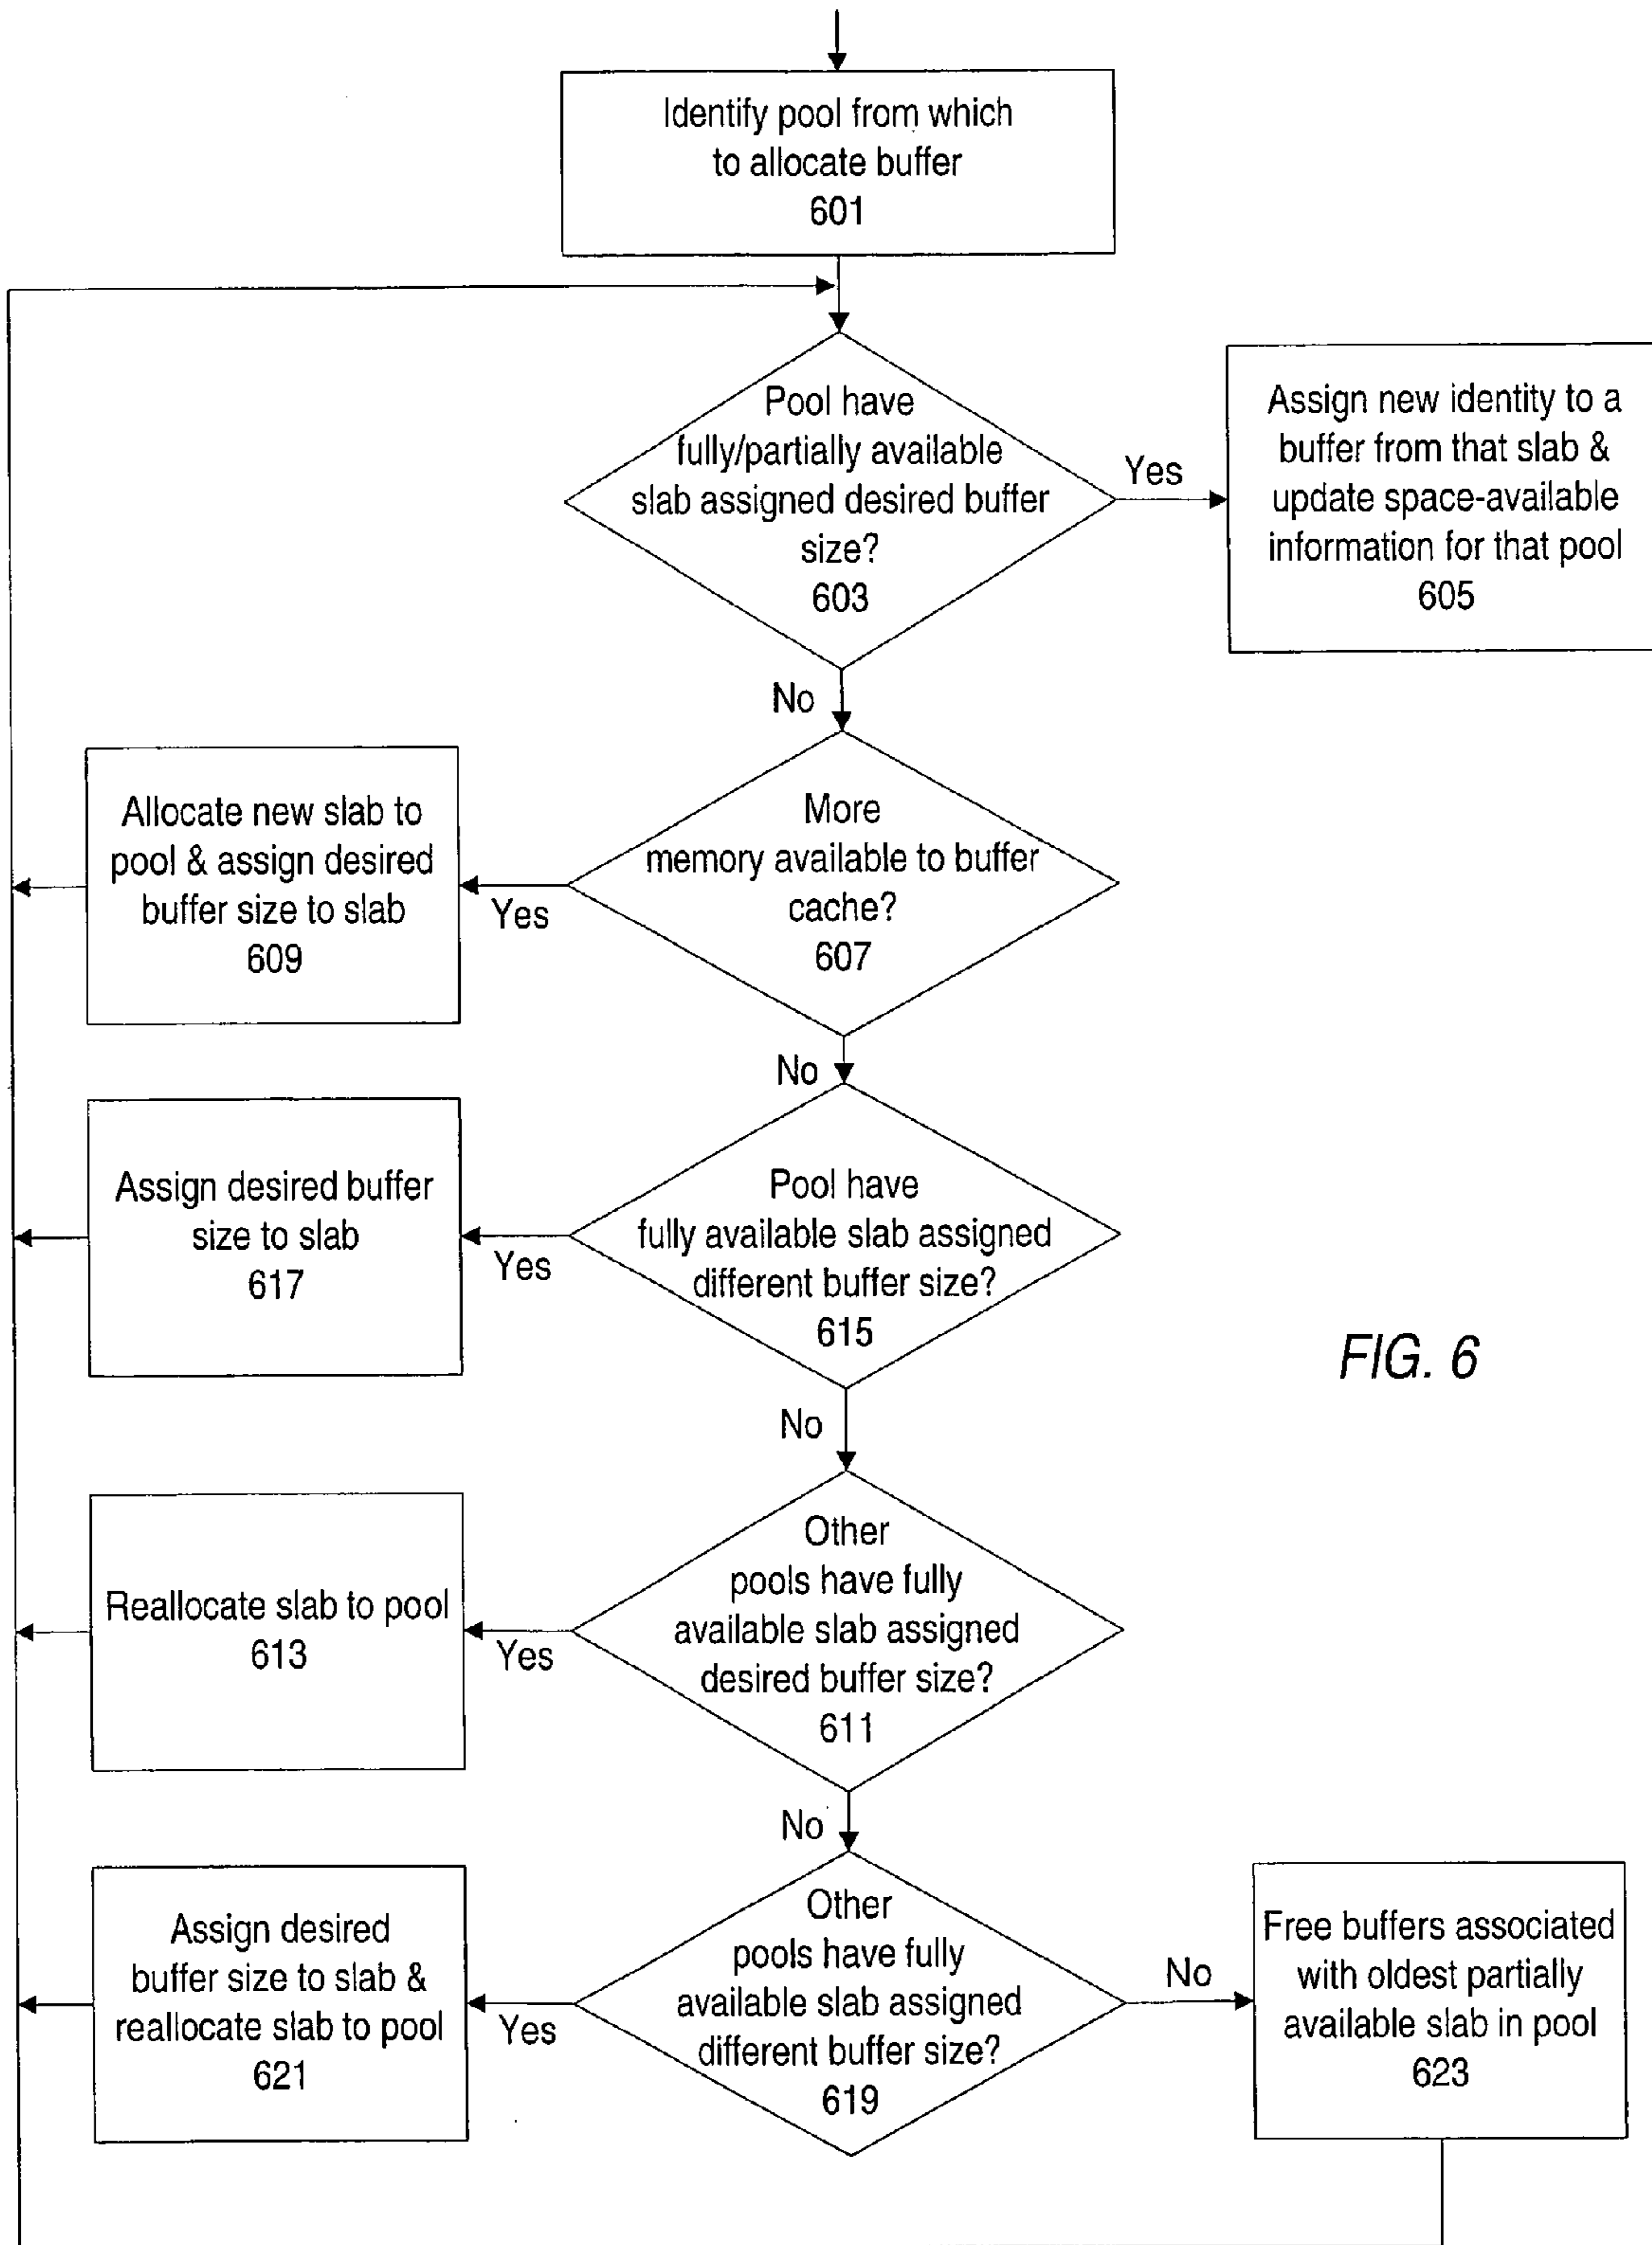 Identify pool from which
to allocate buffer
601
Pool have
fully/partially available
slab assigned desired buffer
size?
603
Yes
Assign new identity to a
buffer from that slab &
update space-available
information for that pool
605
No
More
memory available to buffer
cache?
607
Yes
Allocate new slab to
pool & assign desired
buffer size to slab
609
No
Pool have
fully available slab assigned
different buffer size?
615
Yes
Assign desired buffer
size to slab
617
FIG. 6
No
Other
pools have fully
available slab assigned
desired buffer size?
611
Yes
Reallocate slab to pool
613
No
Other
pools have fully
available slab assigned
different buffer size?
619
Yes
Assign desired
buffer size to slab &
reallocate slab to pool
621
No
Free buffers associated
with oldest partially
available slab in pool
623